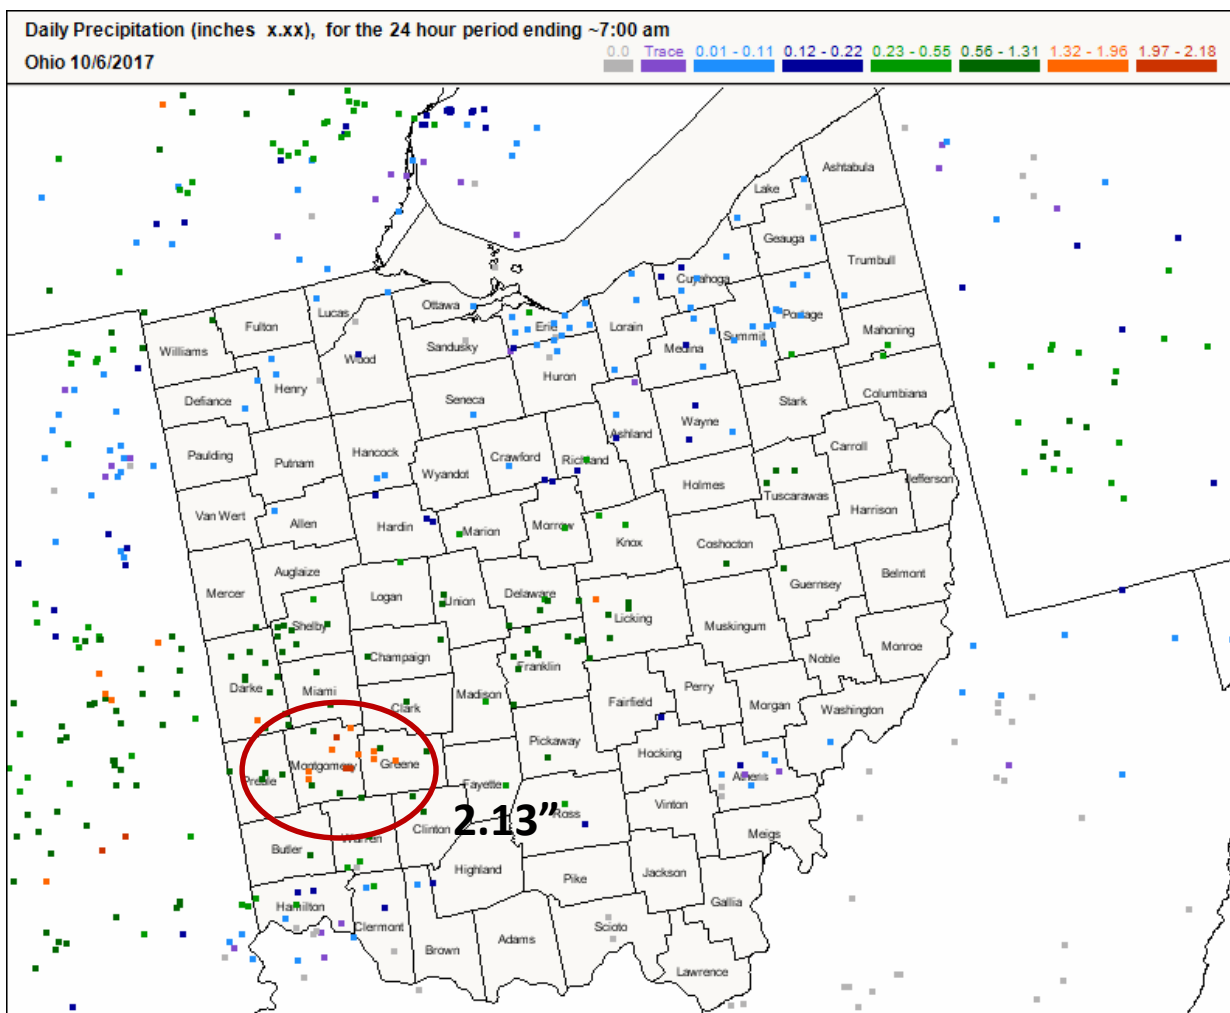 Daily Precipitation (inches x.xx), for the 24 hour period ending ~7:00 am
Ohio 10/6/2017
0.0 Trace 0.01 - 0.11 0.12 - 0.22 0.23 - 0.55 0.56 - 1.31 1.32 - 1.96 1.97 - 2.18
Ashtabula
Lake
Geauga
Trumbull
Cuyahoga
Ottawa
Lucas
Fulton
Erie
Lorain
Portage
Mahoning
Williams
Sandusky
Wood
Medina
Summit
Huron
Henry
Defiance
Seneca
Stark
Columbiana
Wayne
Ashland
Carroll
Paulding
Putnam
Hancock
Crawford
Richland
Wyandot
Jefferson
Holmes
Tuscarawas
Harrison
Van Wert
Allen
Hardin
Marion
Morrow
Knox
Coshocton
Auglaize
Belmont
Guernsey
Mercer
Logan
Union
Delaware
Licking
Muskingum
Shelby
Monroe
Noble
Champaign
Franklin
Darke
Miami
Madison
Perry
Fairfield
Morgan
Washington
Clark
Pickaway
Hocking
Montgomery
Greene
Preble
Athens
Fayette
Vinton
Ross
2.13”
Clinton
Warren
Meigs
Butler
Highland
Jackson
Pike
Gallia
Hamilton
Clermont
Scioto
Adams
Brown
Lawrence